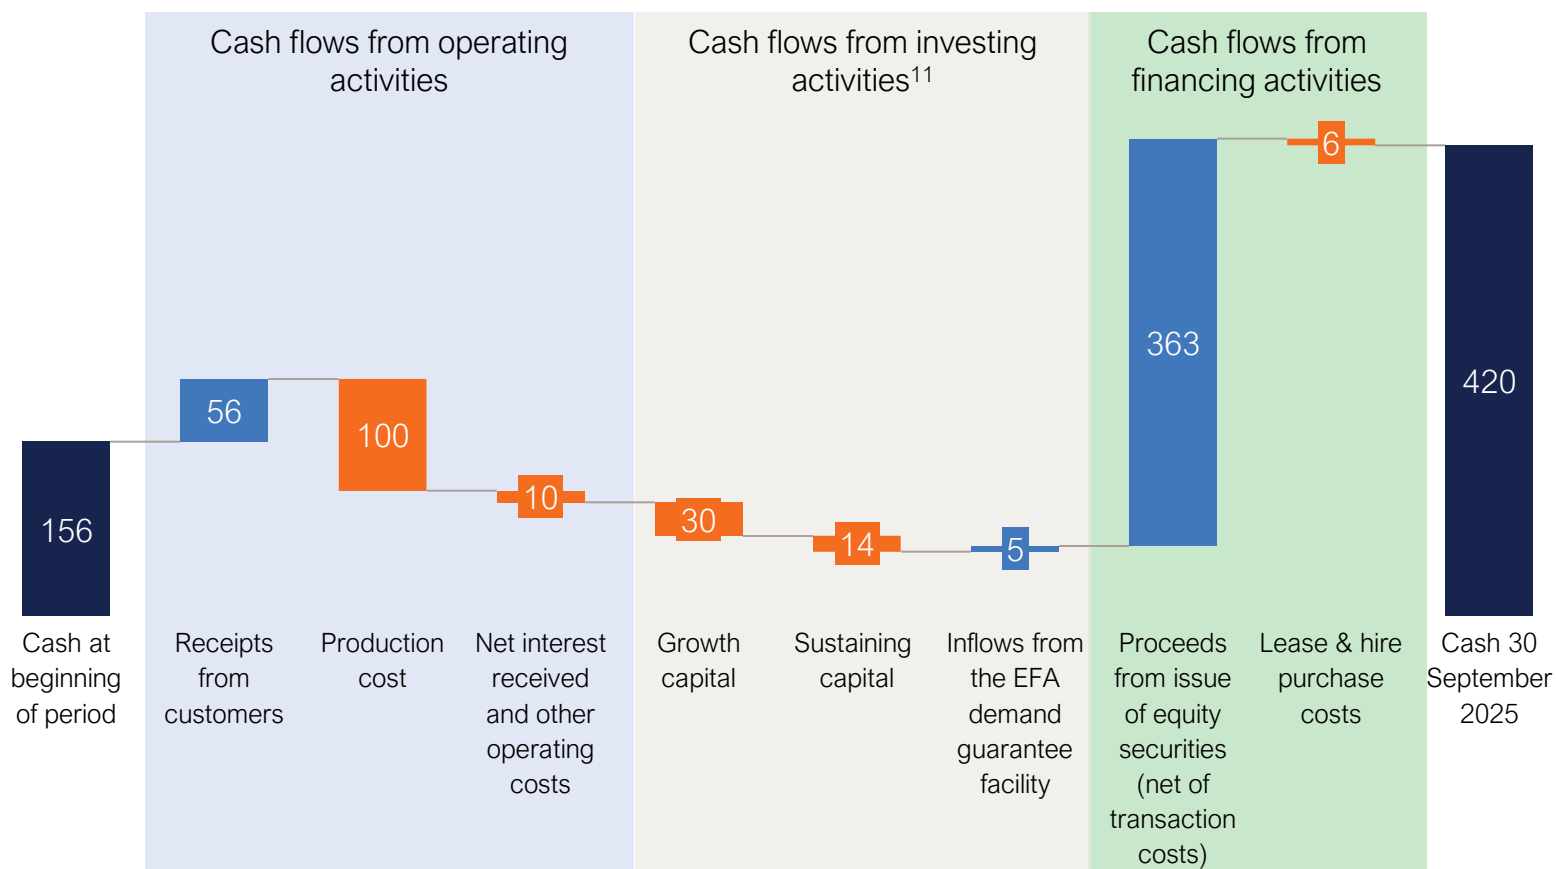 Cash flows from operating
activities
Cash flows from investing
activities11
Cash flows from
financing activities
156
56
100
10
30
14
5
363
6
420
Cash at
beginning
of period
Receipts
from
customers
Production
cost
Net interest
received
and other
operating
costs
Growth
capital
Sustaining
capital
Inflows from
the EFA
demand
guarantee
facility
Proceeds
from issue
of equity
securities
(net of
transaction
costs)
Lease & hire
purchase
costs
Cash 30
September
2025